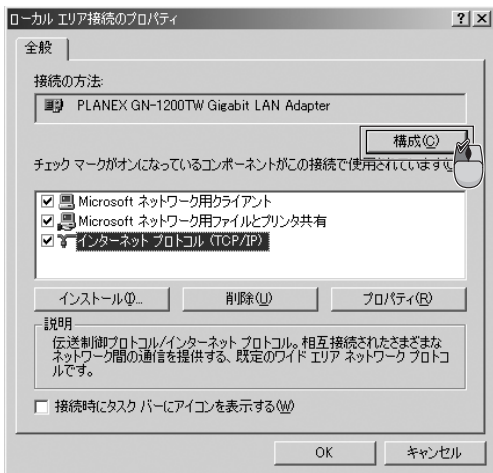 ローカル エリア接続のプロパティ
全般
接続の方法:
PLANEX GN-1200TW Gigabit LAN Adapter
構成(C)
チェック マークがオンになっているコンポーネントがこの接続で使用されています
Microsoft ネットワーク用クライアント
Microsoft ネットワーク用ファイルとプリンタ共有
インターネット プロトコル (TCP/IP)
インストール(I)... 削除(U) プロパティ(R)
説明
伝送制御プロトコル/インターネット プロトコル。相互接続されたさまざまな
ネットワーク間の通信を提供する、既定のワイド エリア ネットワーク プロトコ
ルです。
接続時にタスク バーにアイコンを表示する(W)
OK キャンセル